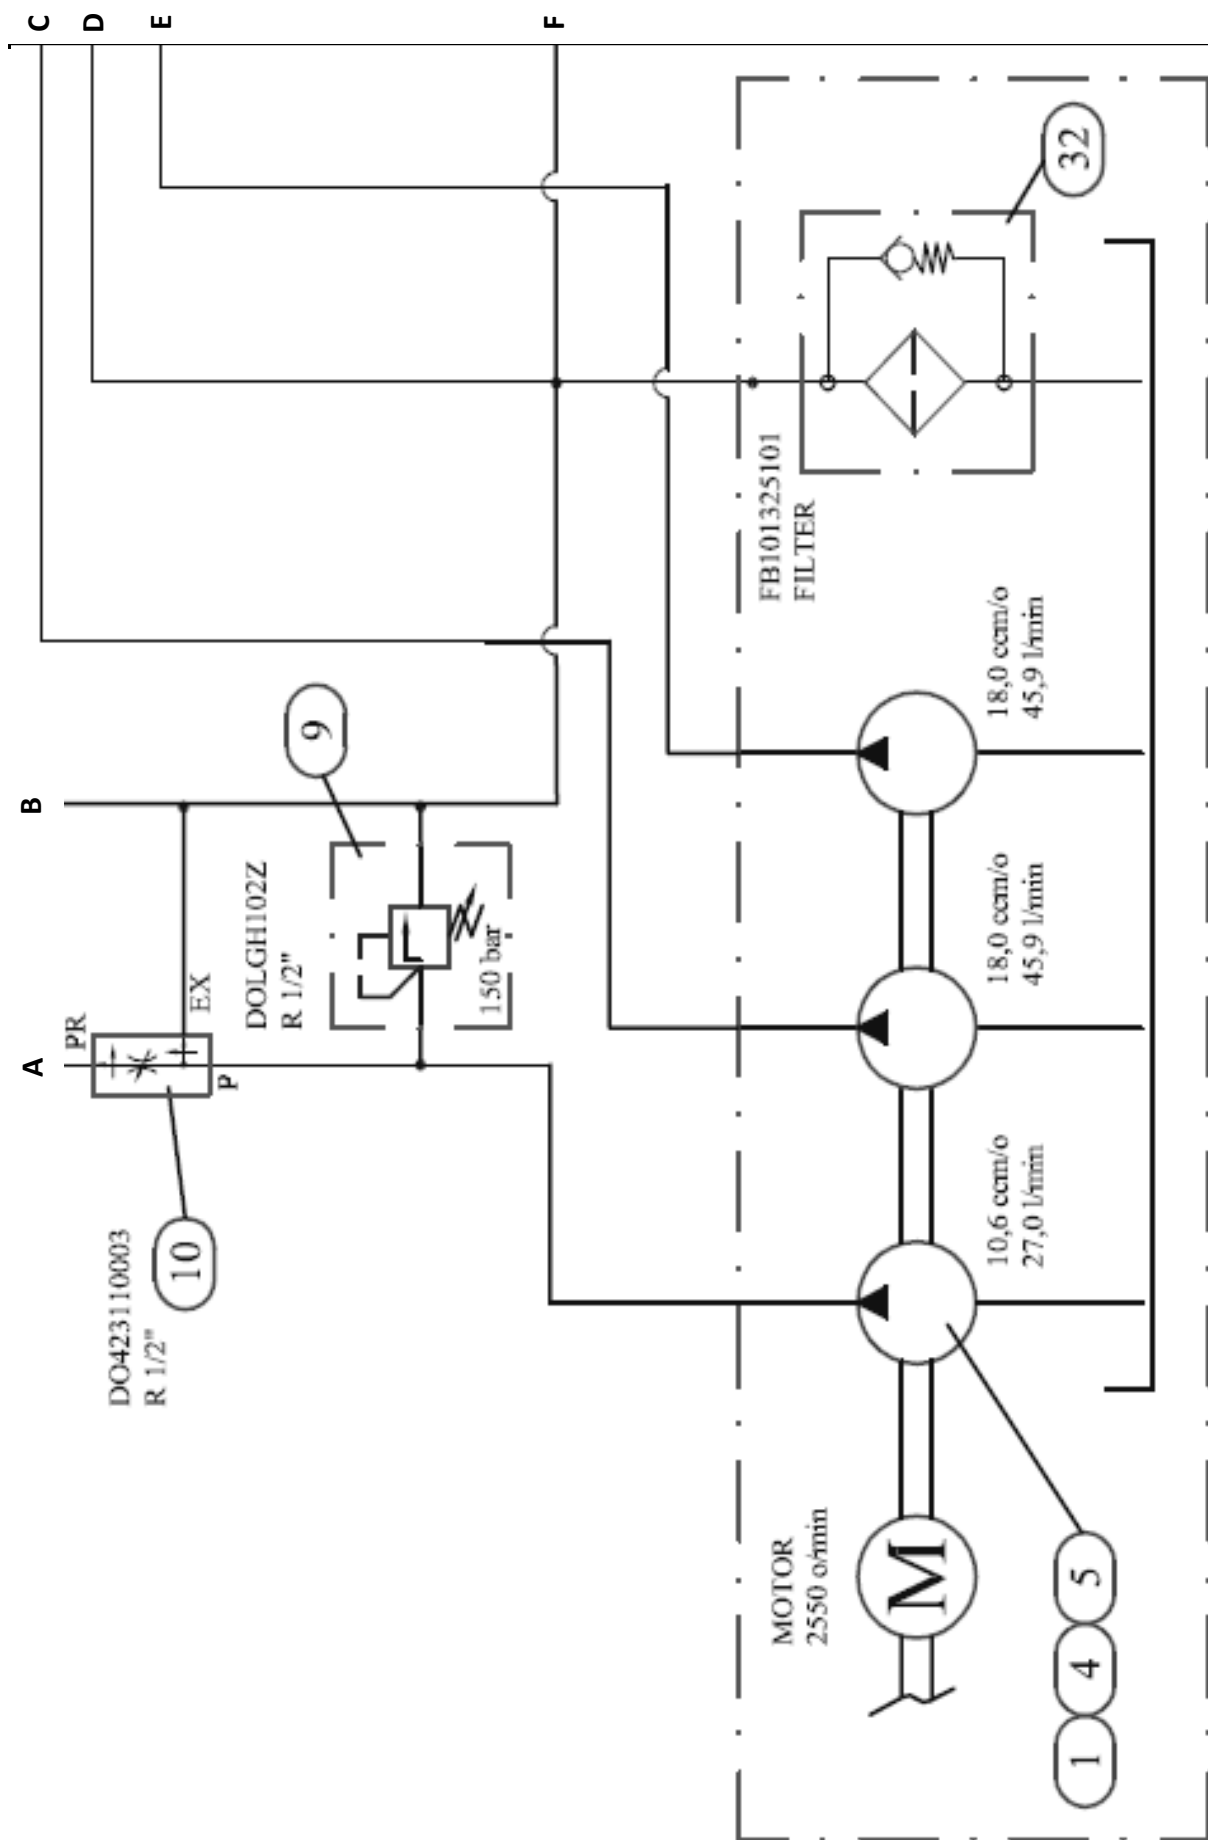 C
D
E
F
B
A
PR
EX
P
DO423110003
R 1/2"
10
DOLGH102Z
R 1/2"
9
150 bar
FB101325101
FILTER
32
MOTOR
2550 o/min
M
10,6 ccm/o
27,0 l/min
18,0 ccm/o
45,9 l/min
18,0 ccm/o
45,9 l/min
1
4
5